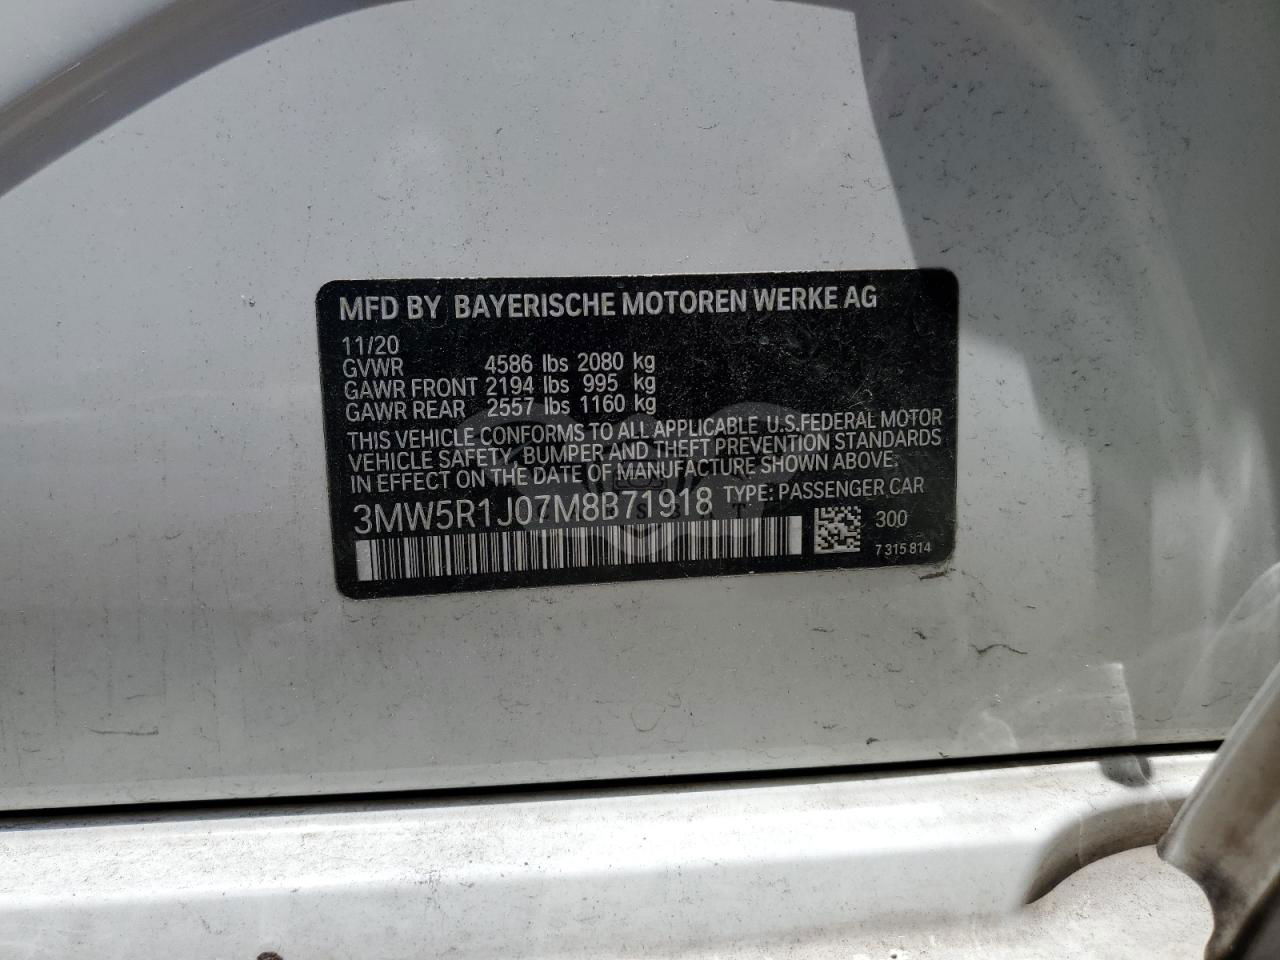 MFD BY BAYERISCHE MOTOREN WERKE AG
11/20
GVWR 4586 lbs 2080 kg
GAWR FRONT 2194 lbs 995 kg
GAWR REAR 2557 lbs 1160 kg
THIS VEHICLE CONFORMS TO ALL APPLICABLE U.S.FEDERAL MOTOR
VEHICLE SAFETY, BUMPER AND THEFT PREVENTION STANDARDS
IN EFFECT ON THE DATE OF MANUFACTURE SHOWN ABOVE:
3MW5R1J07M8B71918 TYPE: PASSENGER CAR
300
7 315 814